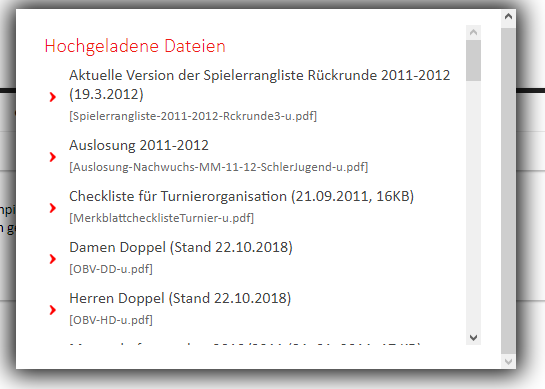 Hochgeladene Dateien
Aktuelle Version der Spielerrangliste Rückrunde 2011-2012
(19.3.2012)
[Spielerrangliste-2011-2012-Rckrunde3-u.pdf]
Auslosung 2011-2012
[Auslosung-Nachwuchs-MM-11-12-SchlerJugend-u.pdf]
Checkliste für Turnierorganisation (21.09.2011, 16KB)
[MerkblattchecklisteTurnier-u.pdf]
Damen Doppel (Stand 22.10.2018)
[OBV-DD-u.pdf]
Herren Doppel (Stand 22.10.2018)
[OBV-HD-u.pdf]